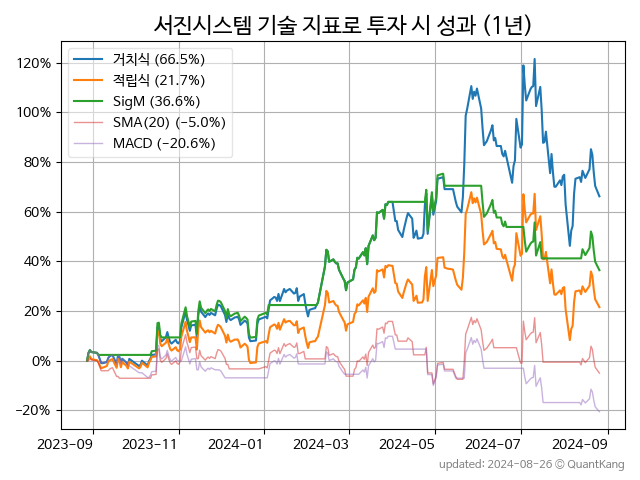 서진시스템 기술 지표로 투자 시 성과 (1년)
거치식 (66.5%)
적립식 (21.7%)
SigM (36.6%)
SMA(20) (−5.0%)
MACD (−20.6%)
120%
100%
80%
60%
40%
20%
0%
−20%
2023-09 2023-11 2024-01 2024-03 2024-05 2024-07 2024-09
updated: 2024-08-26 © QuantKang